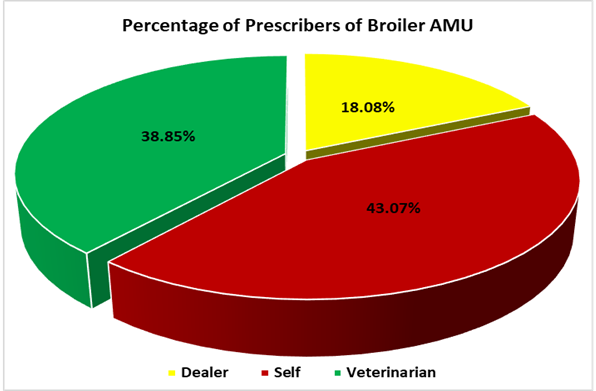 Percentage of Prescribers of Broiler AMU
18.08%
38.85%
43.07%
Dealer Self Veterinarian